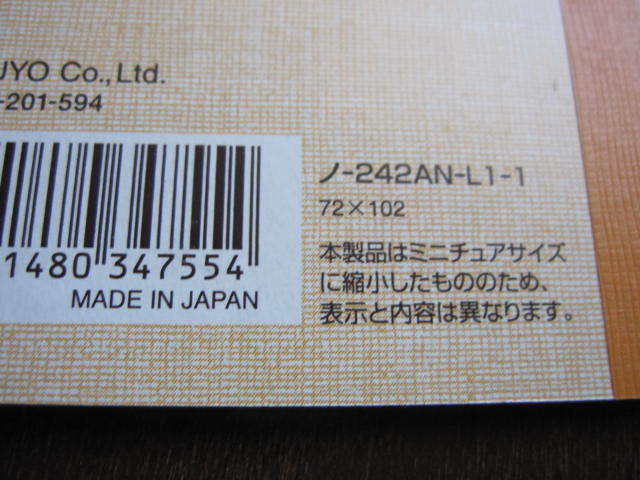 UYO Co., Ltd.
-201-594
1480 347554
MADE IN JAPAN
ノ-242AN-L1-1
72×102
本製品はミニチュアサイズ
に縮小したもののため、
表示と内容は異なります。